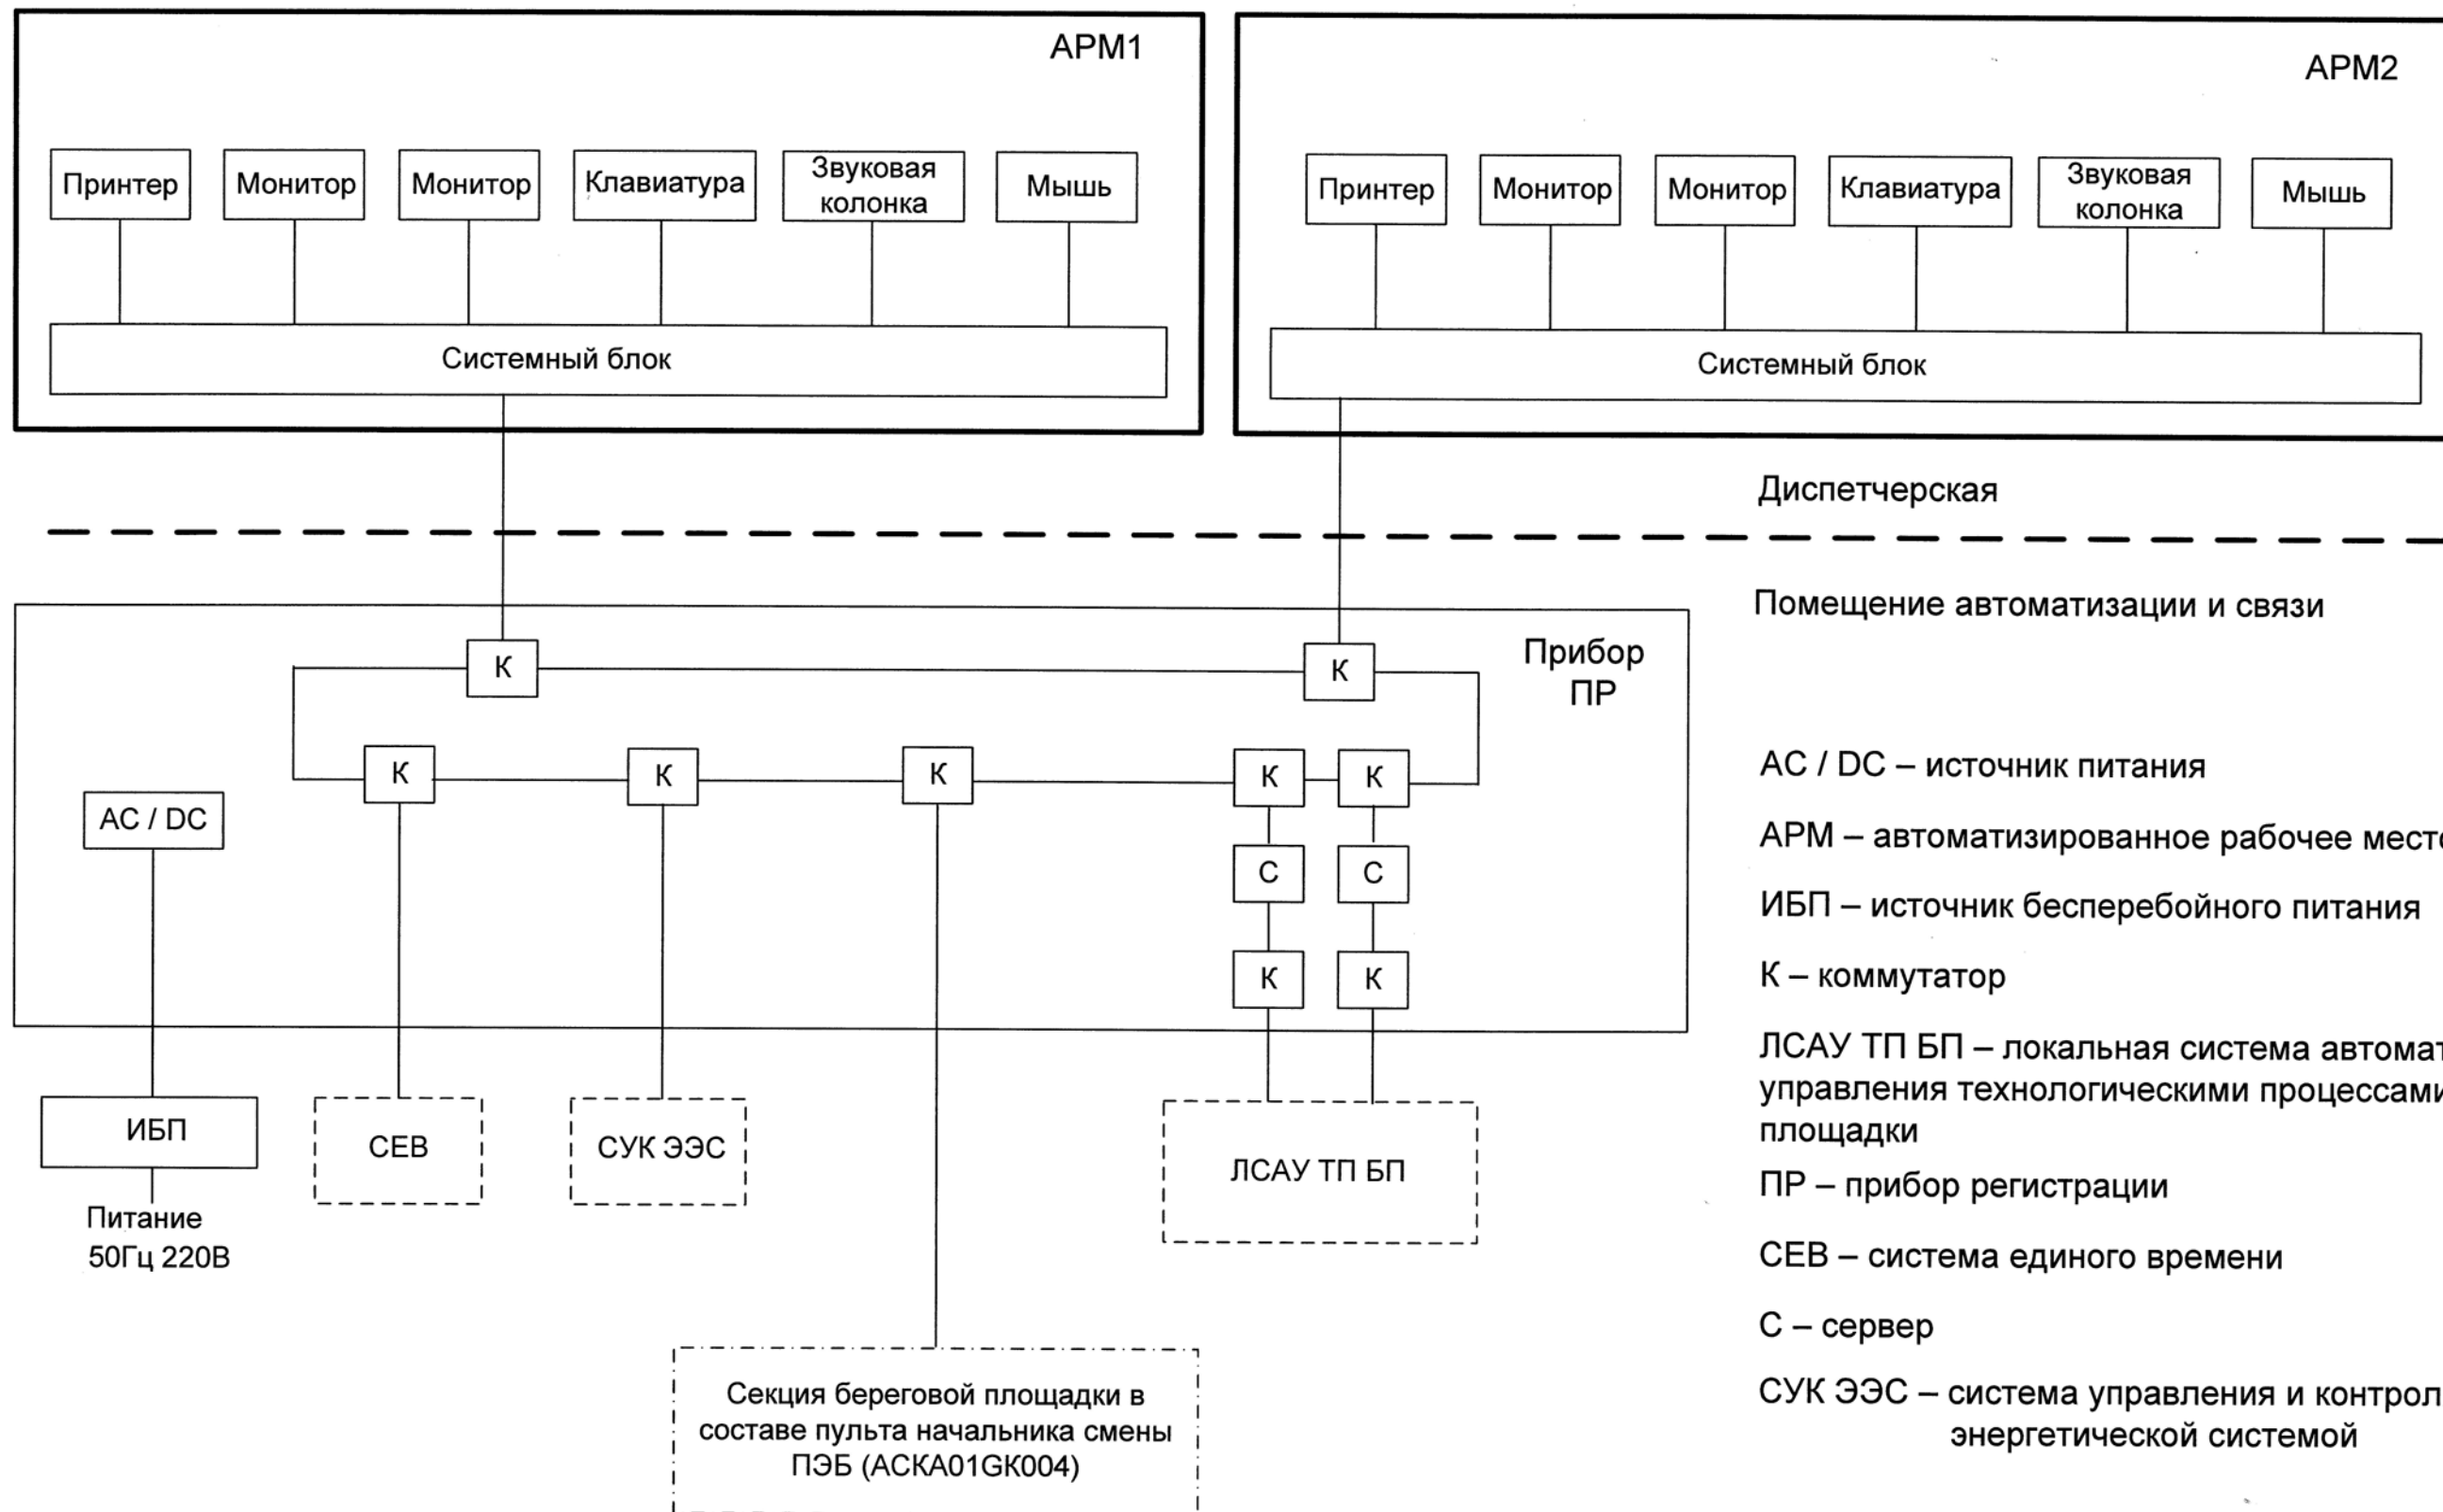 АРМ1
Принтер
Монитор
Монитор
Клавиатура
Звуковая
колонка
Мышь
Системный блок
АРМ2
Принтер
Монитор
Монитор
Клавиатура
Звуковая
колонка
Мышь
Системный блок
Диспетчерская
Помещение автоматизации и связи
Прибор
ПР
К
К
К
К
К
К
К
AC / DC
С
С
К
К
ИБП
Питание
50Гц 220В
СЕВ
СУК ЭЭС
ЛСАУ ТП БП
Секция береговой площадки в
составе пульта начальника смены
ПЭБ (ACKA01GK004)
AC / DC – источник питания
АРМ – автоматизированное рабочее мест
ИБП – источник бесперебойного питания
К – коммутатор
ЛСАУ ТП БП – локальная система автомат
управления технологическими процессами
площадки
ПР – прибор регистрации
СЕВ – система единого времени
С – сервер
СУК ЭЭС – система управления и контрол
энергетической системой